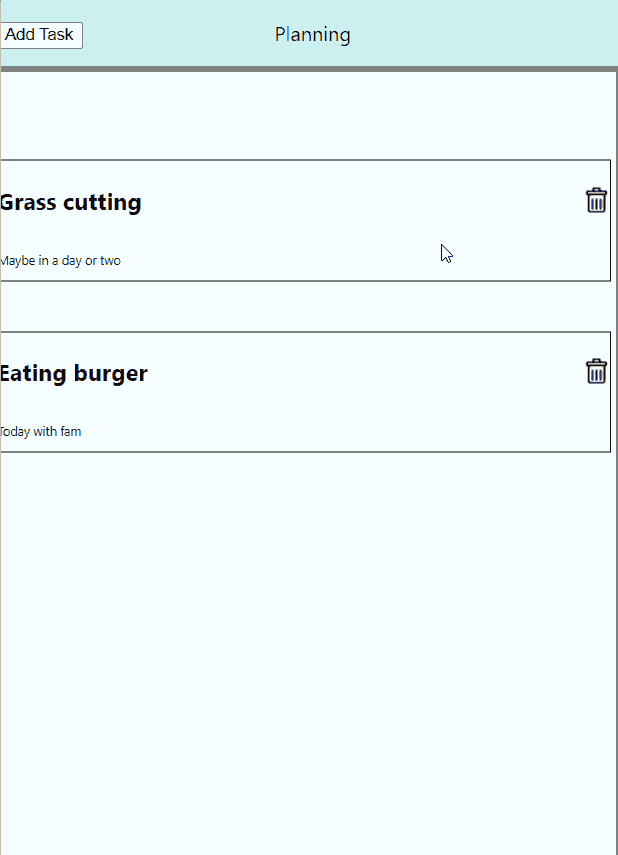 Add Task
Planning
Grass cutting
Maybe in a day or two
Eating burger
Today with fam